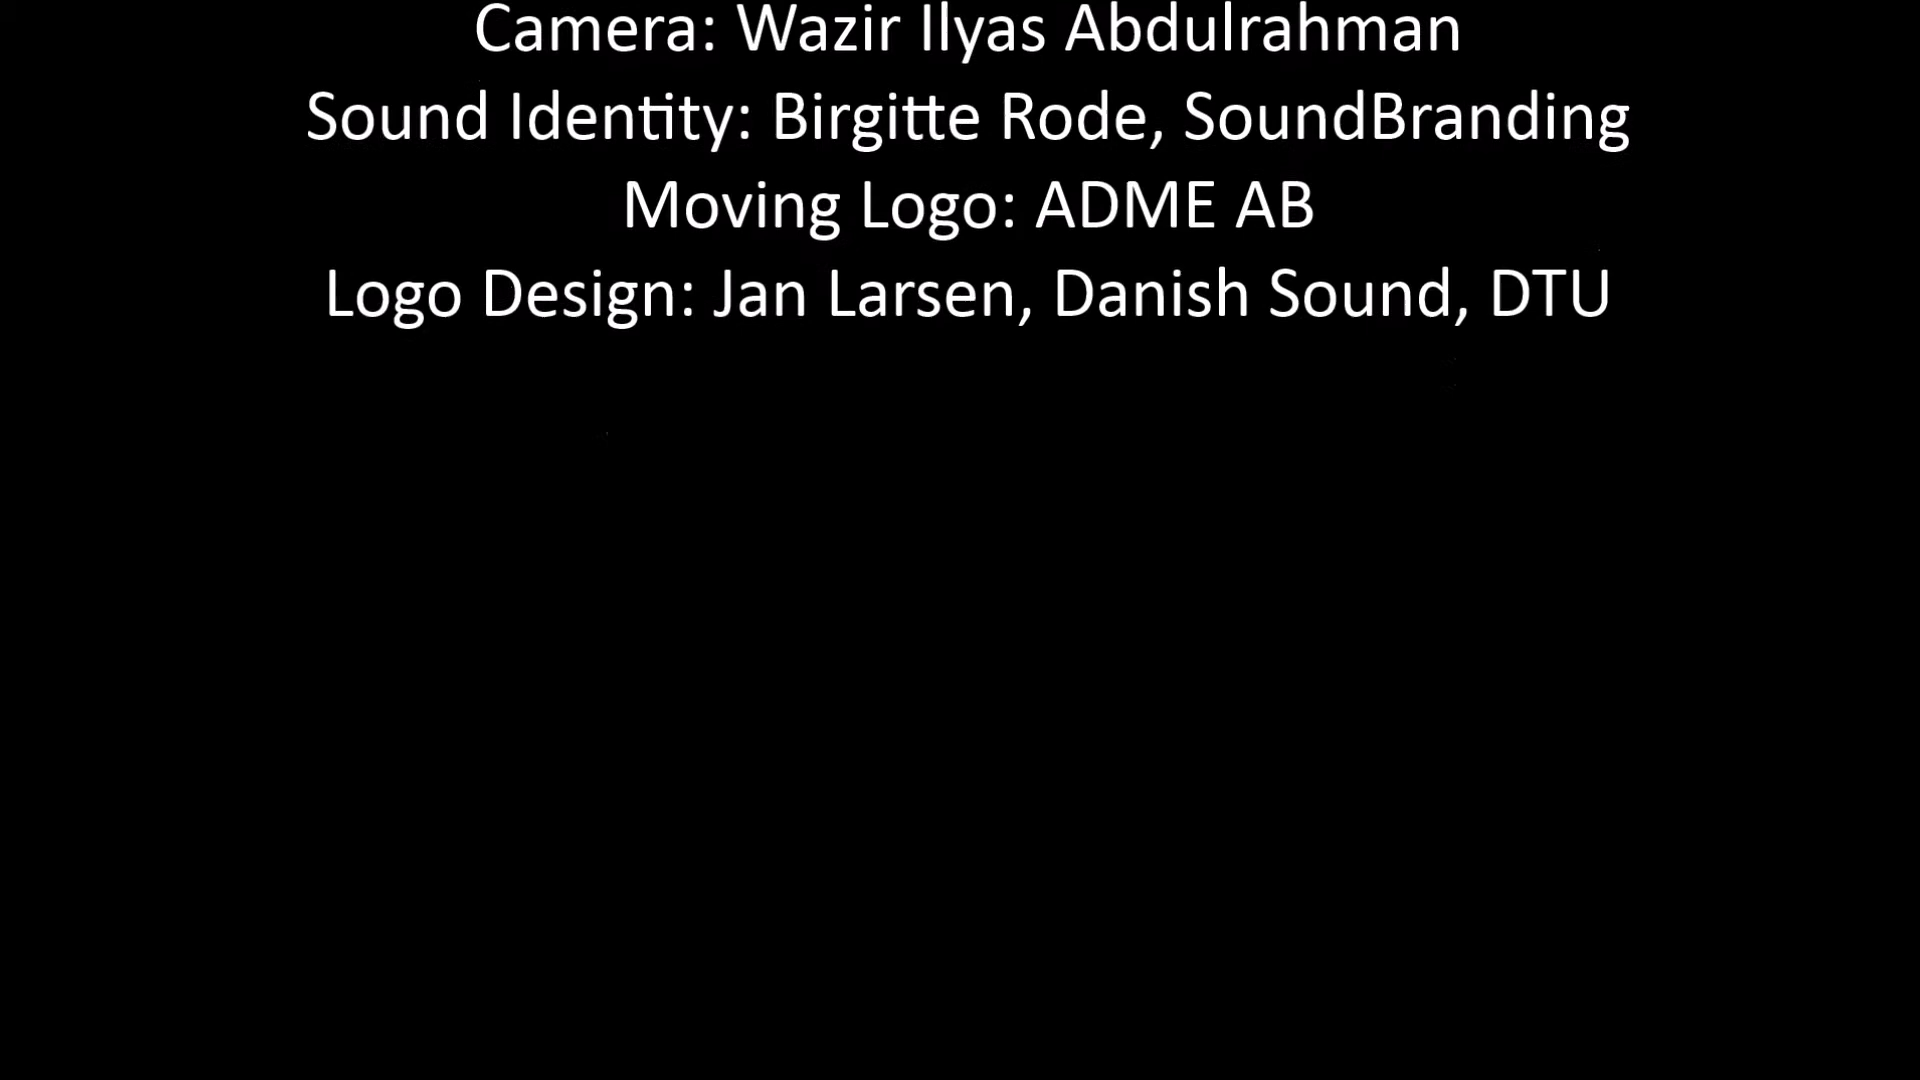 Camera: Wazir Ilyas Abdulrahman
Sound Identity: Birgitte Rode, SoundBranding
Moving Logo: ADME AB
Logo Design: Jan Larsen, Danish Sound, DTU